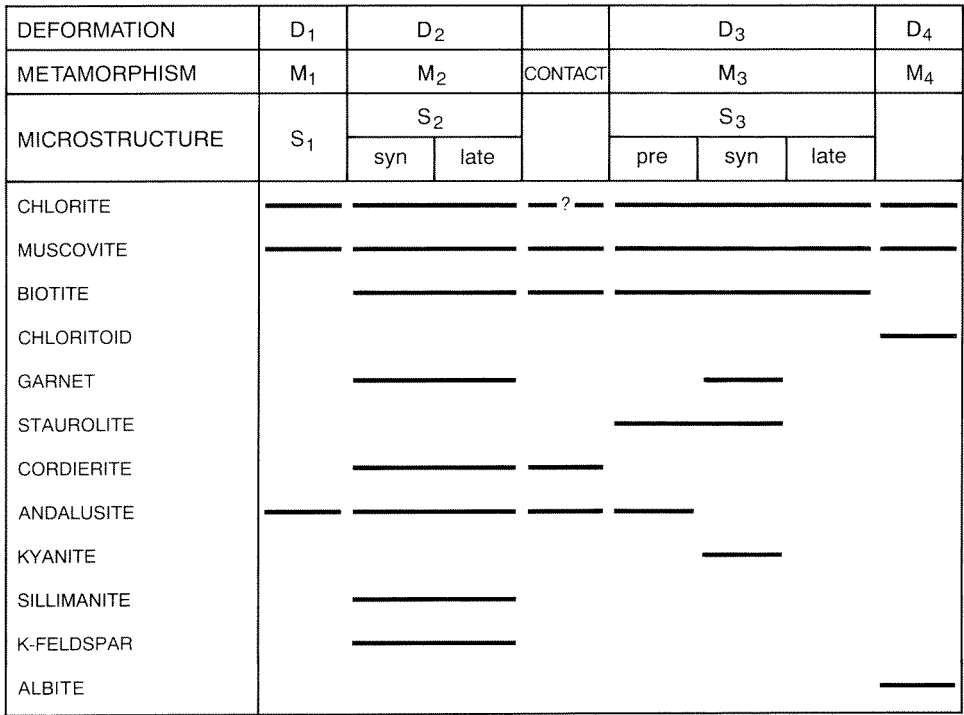 DEFORMATION D1 D2 D3 D4
METAMORPHISM M1 M2 CONTACT M3 M4
MICROSTRUCTURE S1 S2 S3
syn late pre syn late
CHLORITE ?
MUSCOVITE
BIOTITE
CHLORITOID
GARNET
STAUROLITE
CORDIERITE
ANDALUSITE
KYANITE
SILLIMANITE
K-FELDSPAR
ALBITE